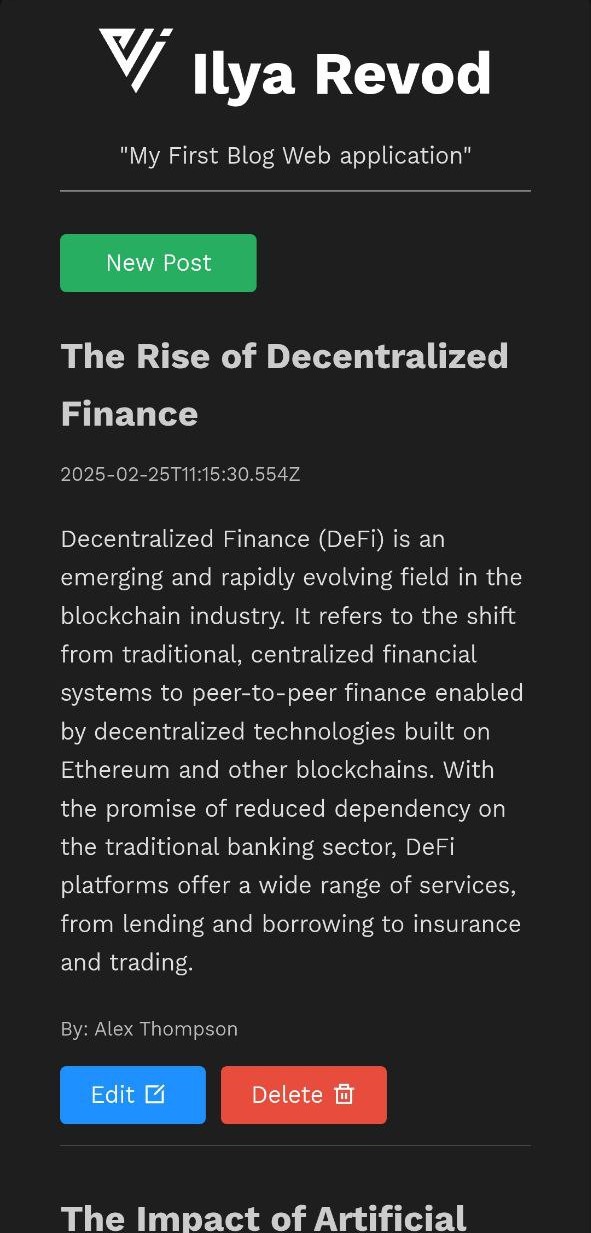 Ilya Revod
"My First Blog Web application"
New Post
The Rise of Decentralized
Finance
2025-02-25T11:15:30.554Z
Decentralized Finance (DeFi) is an
emerging and rapidly evolving field in the
blockchain industry. It refers to the shift
from traditional, centralized financial
systems to peer-to-peer finance enabled
by decentralized technologies built on
Ethereum and other blockchains. With
the promise of reduced dependency on
the traditional banking sector, DeFi
platforms offer a wide range of services,
from lending and borrowing to insurance
and trading.
By: Alex Thompson
Edit
Delete
The Impact of Artificial